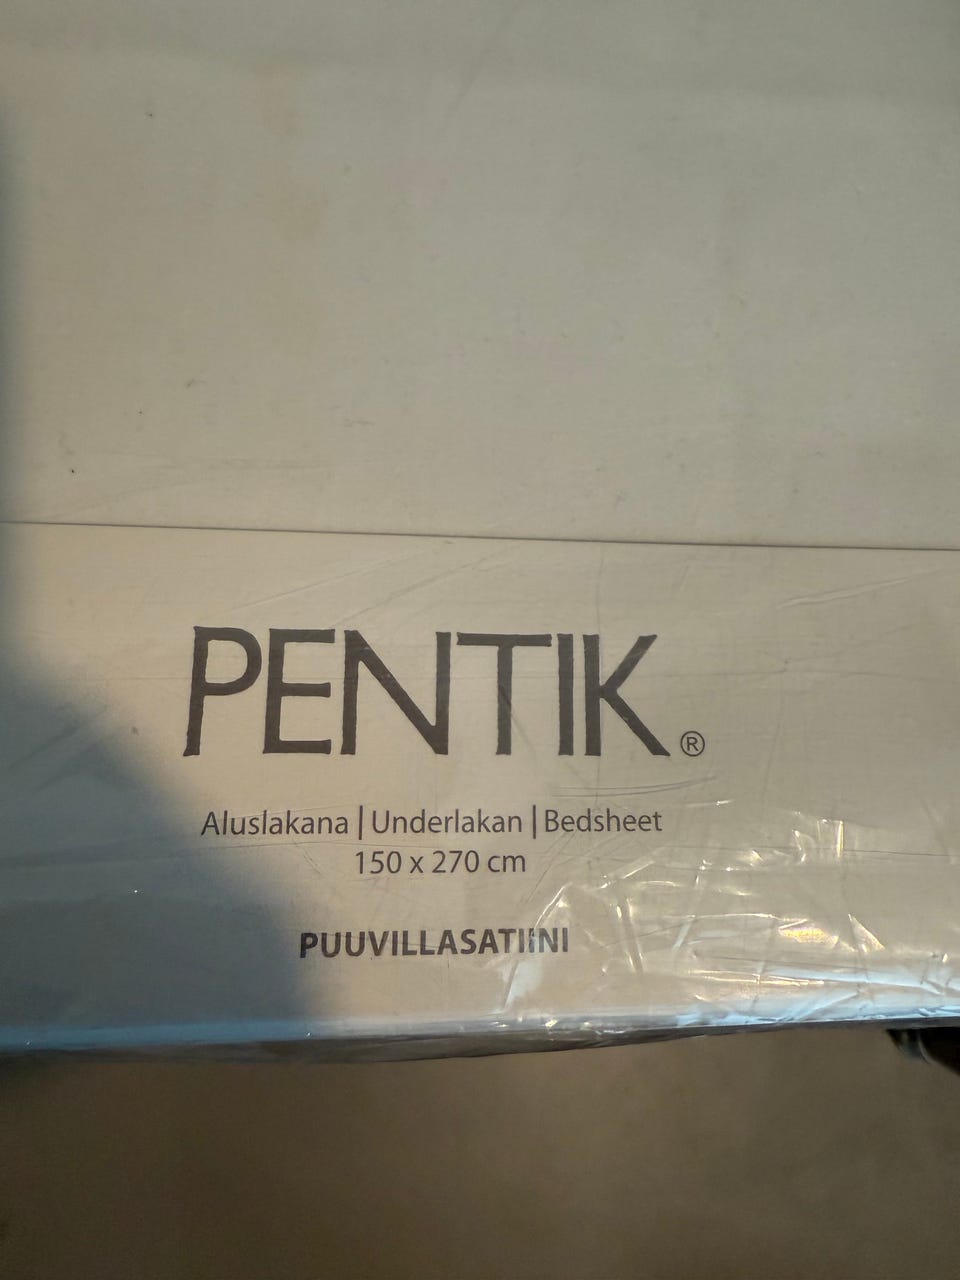 PENTIK®
Aluslakana | Underlakan | Bedsheet
150 x 270 cm
PUUVILLASATIINI